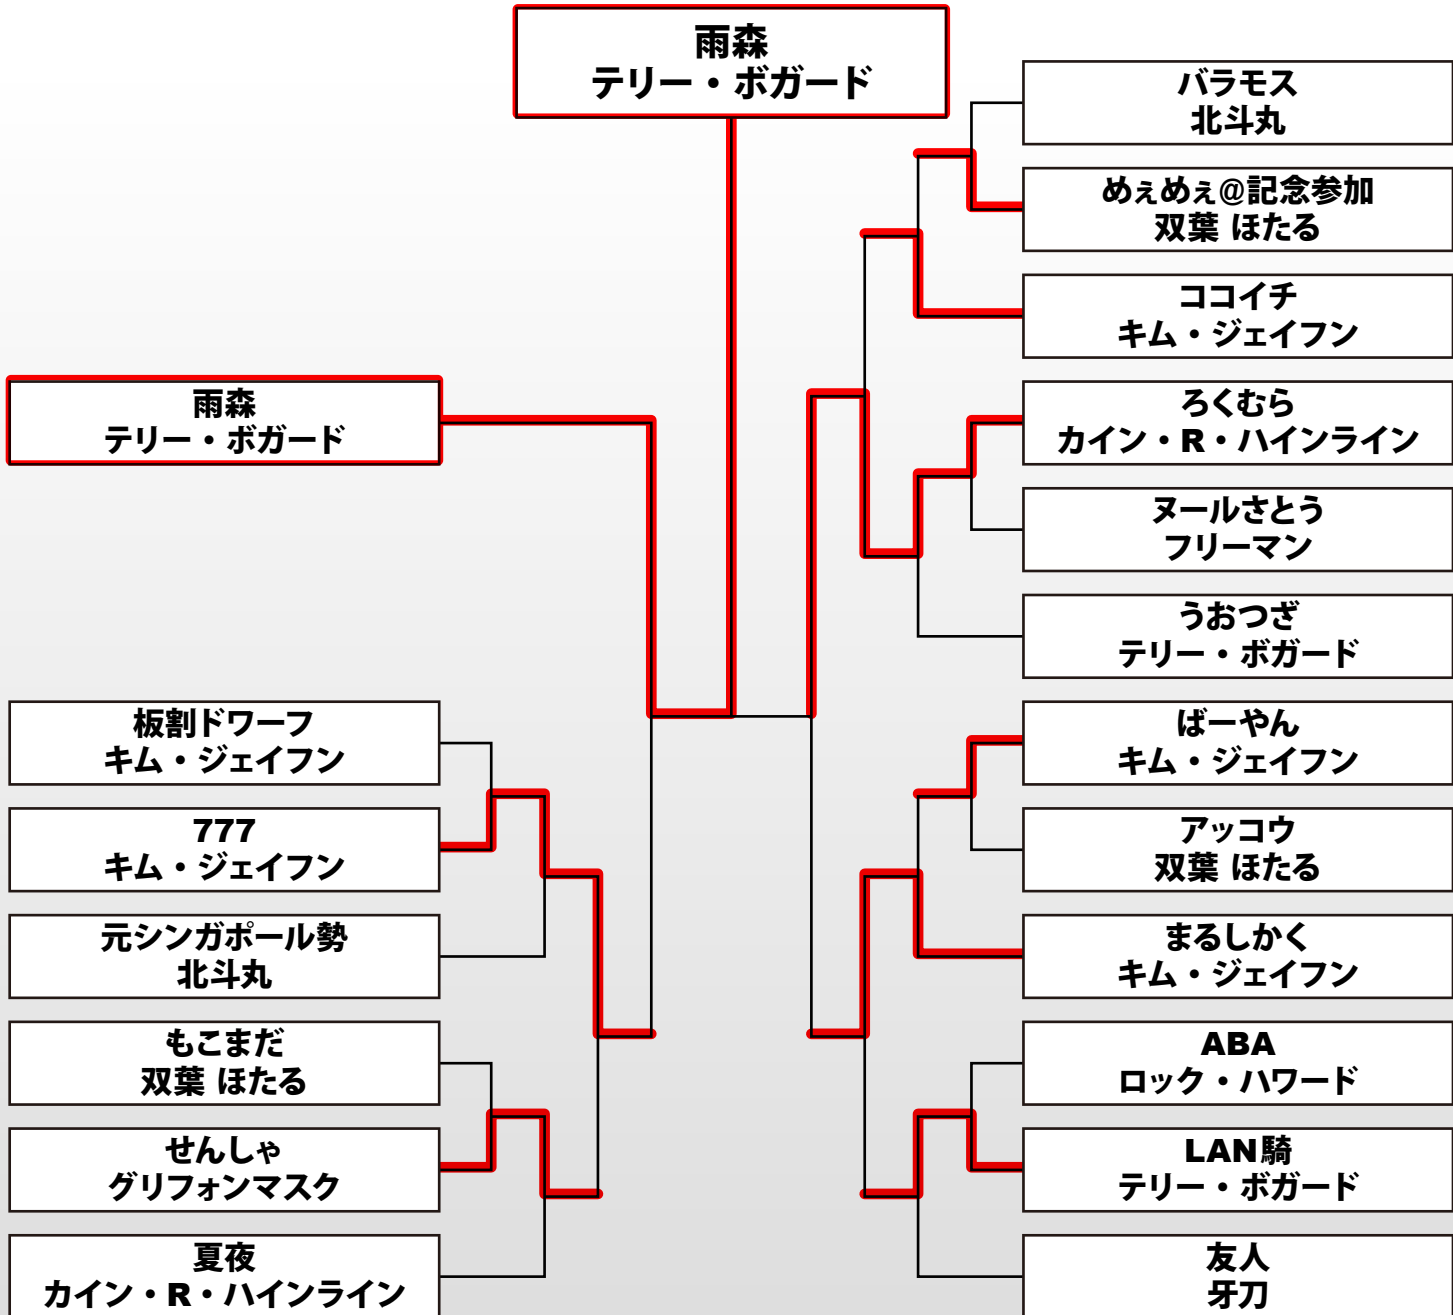 雨森
テリー・ボガード
雨森
テリー・ボガード
板割ドワーフ
キム・ジェイフン
777
キム・ジェイフン
元シンガポール勢
北斗丸
もこまだ
双葉 ほたる
せんしゃ
グリフォンマスク
夏夜
カイン・R・ハインライン
バラモス
北斗丸
めぇめぇ@記念参加
双葉 ほたる
ココイチ
キム・ジェイフン
ろくむら
カイン・R・ハインライン
ヌールさとう
フリーマン
うおつざ
テリー・ボガード
ばーやん
キム・ジェイフン
アッコウ
双葉 ほたる
まるしかく
キム・ジェイフン
ABA
ロック・ハワード
LAN騎
テリー・ボガード
友人
牙刀